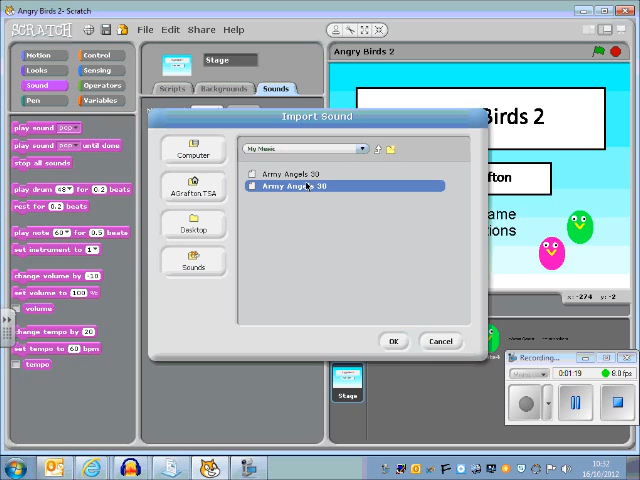 Angry Birds 2- Scratch
SCRATCH
File Edit Share Help
Motion Control
Looks Sensing
Sound Operators
Pen Variables
Stage
Scripts Backgrounds Sounds
Angry Birds 2
play sound pop
play sound pop until done
stop all sounds
play drum 48 for 0.2 beats
rest for 0.2 beats
play note 60 for 0.5 beats
set instrument to 1
change volume by -10
set volume to 100 %
volume
change tempo by 20
set tempo to 60 bpm
tempo
Import Sound
Computer
AGrafton.TSA
Desktop
Sounds
My Music
Army Angels 30
Army Angels 30
OK Cancel
Birds 2
fton
ame
tions
x: -274 y: -2
Stage
Recording...
Menu
0:01:19 8.0 fps
10:32
16/10/2012